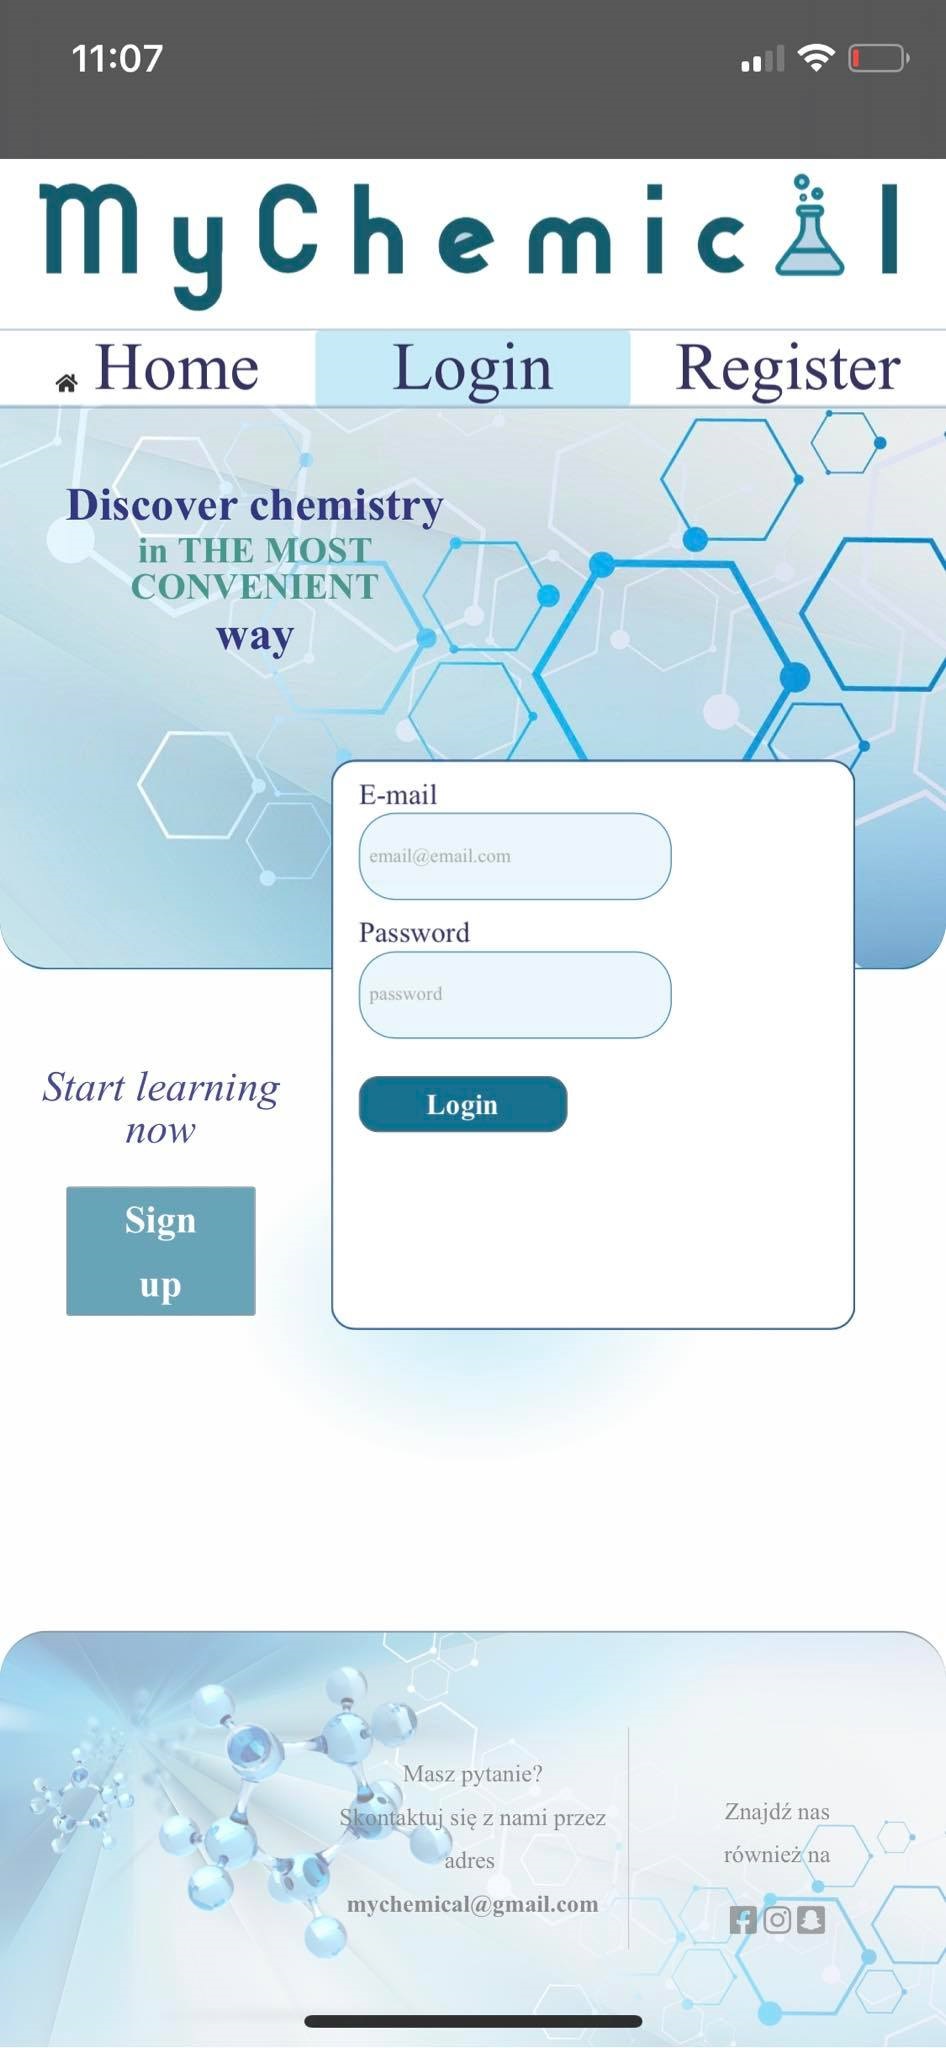 11:07
MyChemical
Home Login Register
Discover chemistry
in THE MOST
CONVENIENT
way
E-mail
email@email.com
Password
password
Login
Start learning
now
Sign
up
Masz pytanie?
Skontaktuj się z nami przez
adres
mychemical@gmail.com
Znajdź nas
również na